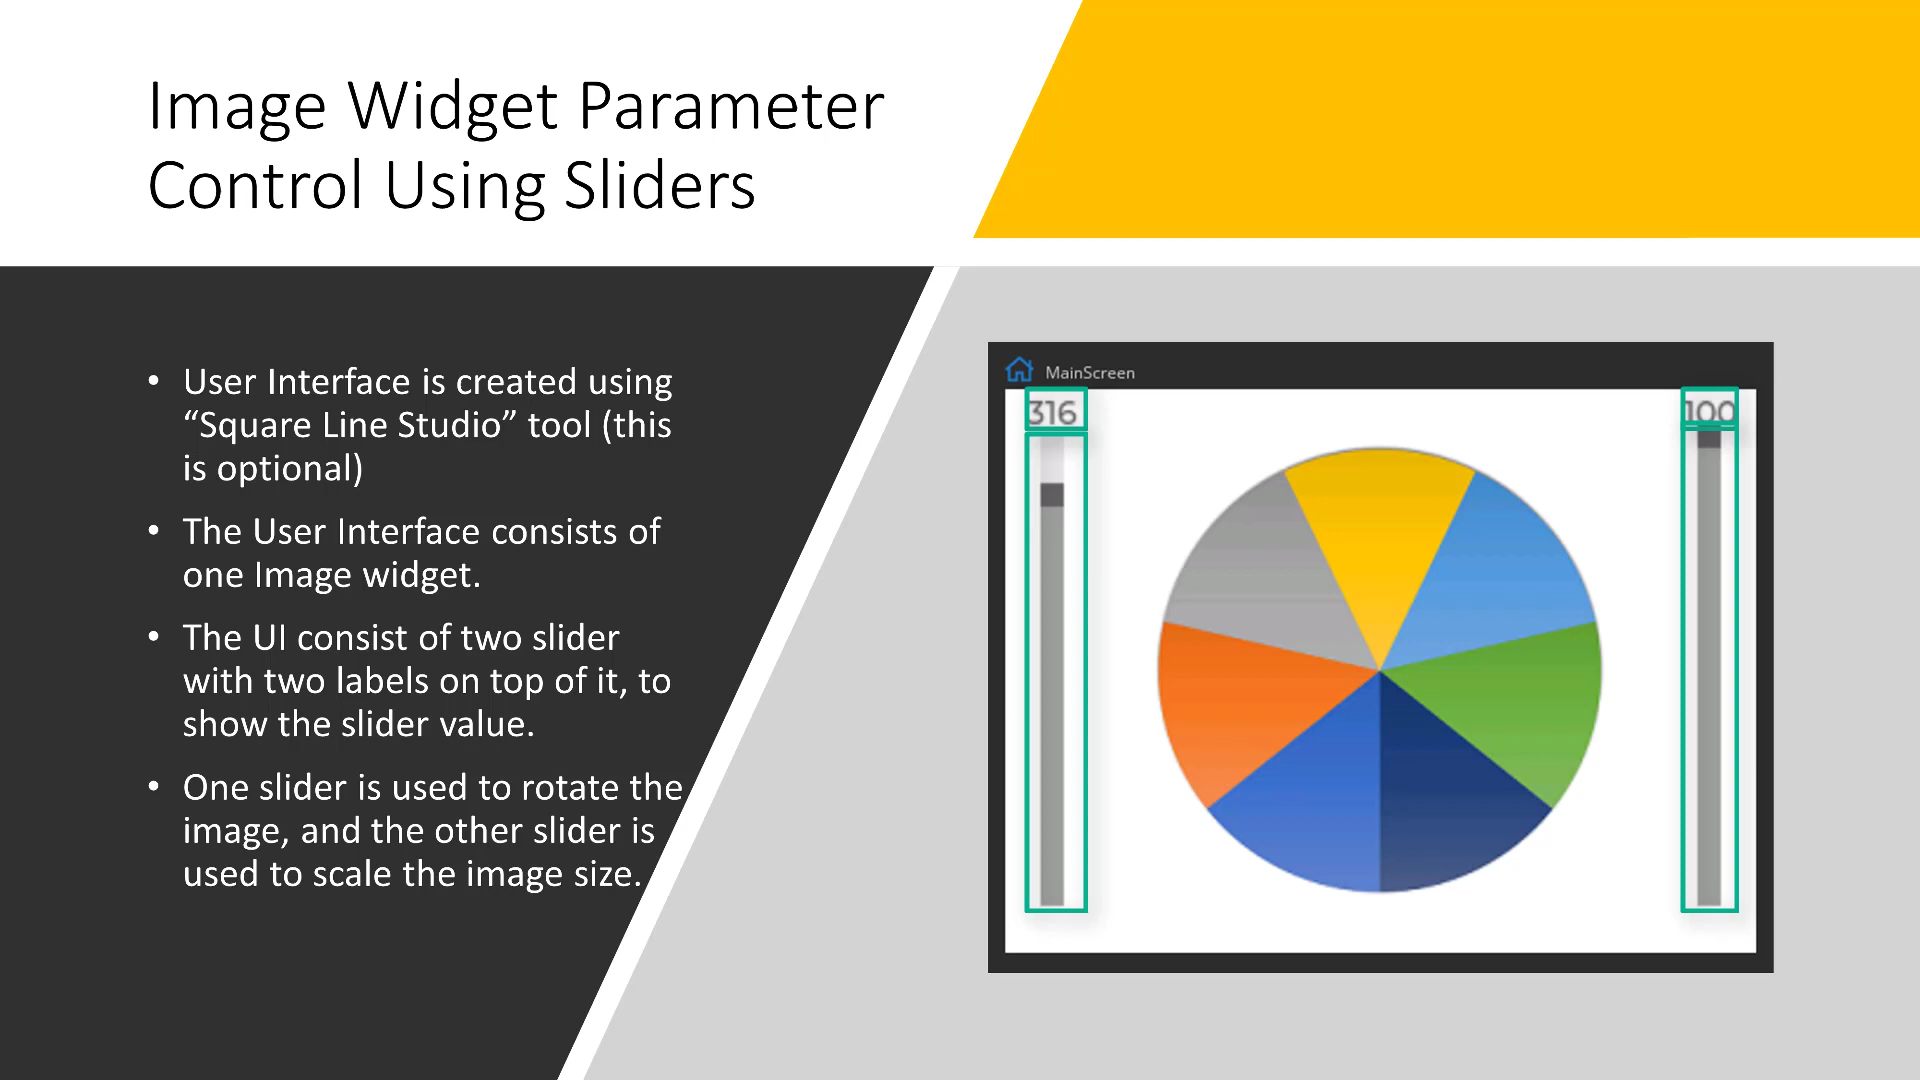 Image Widget Parameter
Control Using Sliders
• User Interface is created using
“Square Line Studio” tool (this
is optional)
• The User Interface consists of
one Image widget.
• The UI consist of two slider
with two labels on top of it, to
show the slider value.
• One slider is used to rotate the
image, and the other slider is
used to scale the image size.
MainScreen
316
100